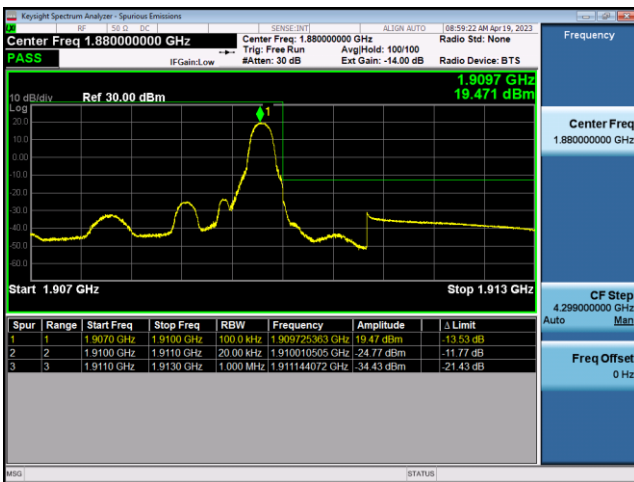 Keysight Spectrum Analyzer - Spurious Emissions
RF 50 Ω DC SENSE:INT ALIGN AUTO 08:59:22 AM Apr 19, 2023
Center Freq 1.880000000 GHz
Center Freq: 1.880000000 GHz Radio Std: None
Trig: Free Run Avg|Hold: 100/100
PASS IFGain:Low #Atten: 30 dB Ext Gain: -14.00 dB Radio Device: BTS
1.9097 GHz
19.471 dBm
10 dB/div Ref 30.00 dBm
Log
20.0
10.0
0.00
-10.0
-20.0
-30.0
-40.0
-50.0
-60.0
1
Start 1.907 GHz Stop 1.913 GHz
Spur Range Start Freq Stop Freq RBW Frequency Amplitude Δ Limit
1 1 1.9070 GHz 1.9100 GHz 100.0 kHz 1.909725363 GHz 19.47 dBm -13.53 dB
2 2 1.9100 GHz 1.9110 GHz 20.00 kHz 1.910010505 GHz -24.77 dBm -11.77 dB
3 3 1.9110 GHz 1.9130 GHz 1.000 MHz 1.911144072 GHz -34.43 dBm -21.43 dB
MSG STATUS
Frequency
Center Freq
1.880000000 GHz
CF Step
4.299000000 GHz
Auto Man
Freq Offset
0 Hz